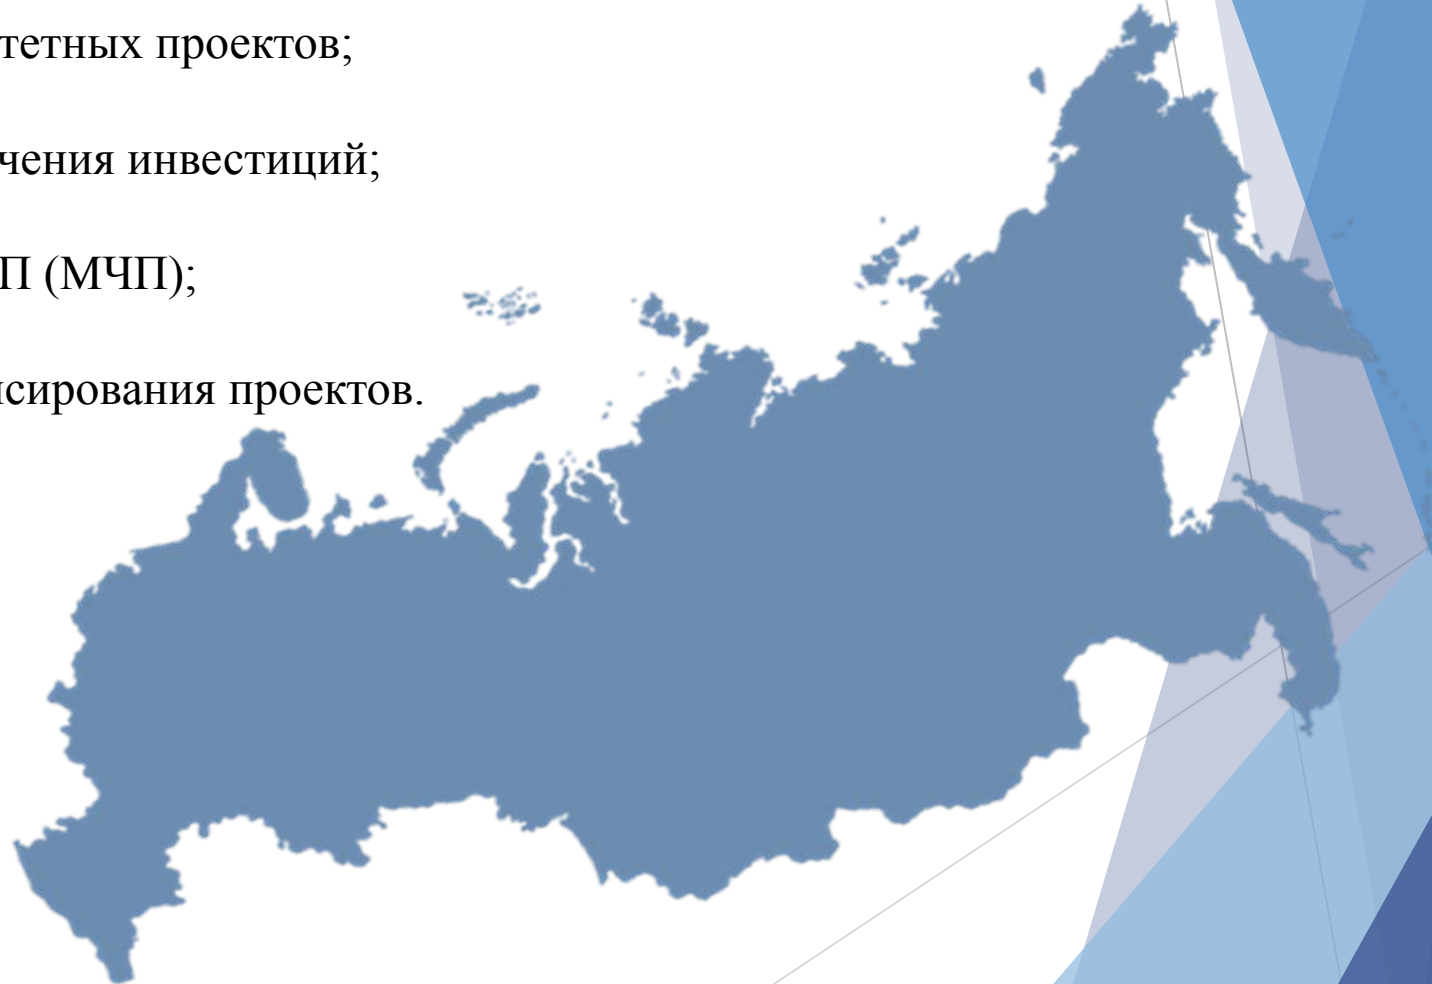 тетных проектов;
чения инвестиций;
П (МЧП);
сирования проектов.